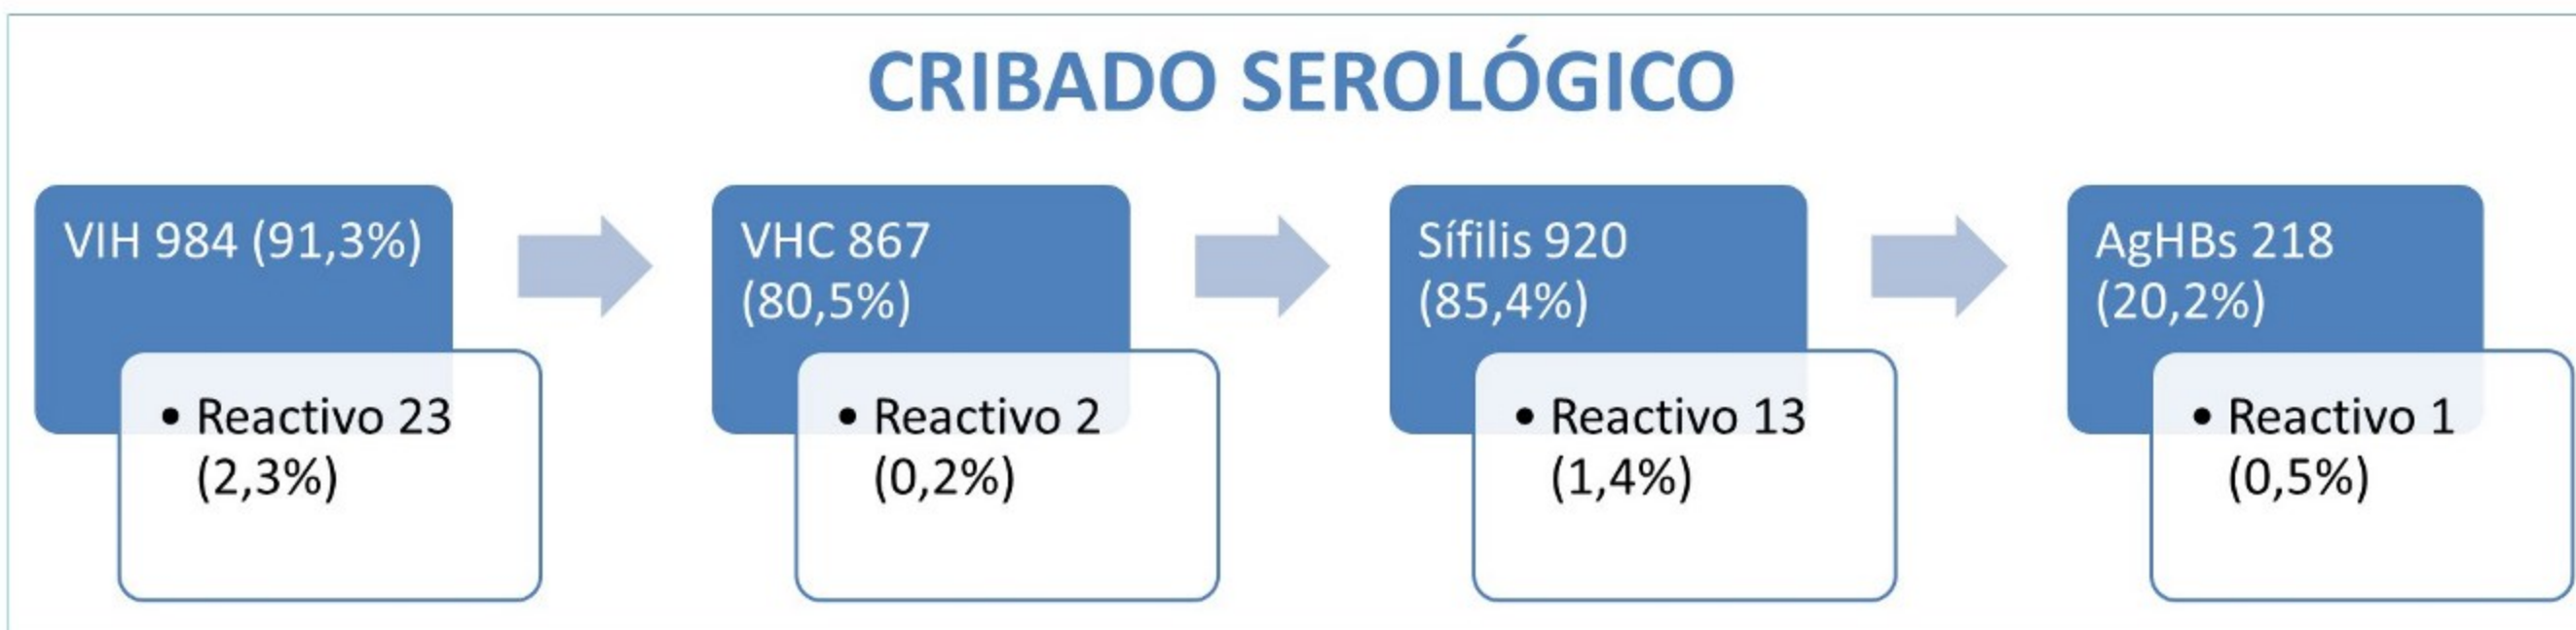 CRIBADO SEROLÓGICO
VIH 984 (91,3%)
• Reactivo 23
(2,3%)
VHC 867
(80,5%)
• Reactivo 2
(0,2%)
Sífilis 920
(85,4%)
• Reactivo 13
(1,4%)
AgHBs 218
(20,2%)
• Reactivo 1
(0,5%)